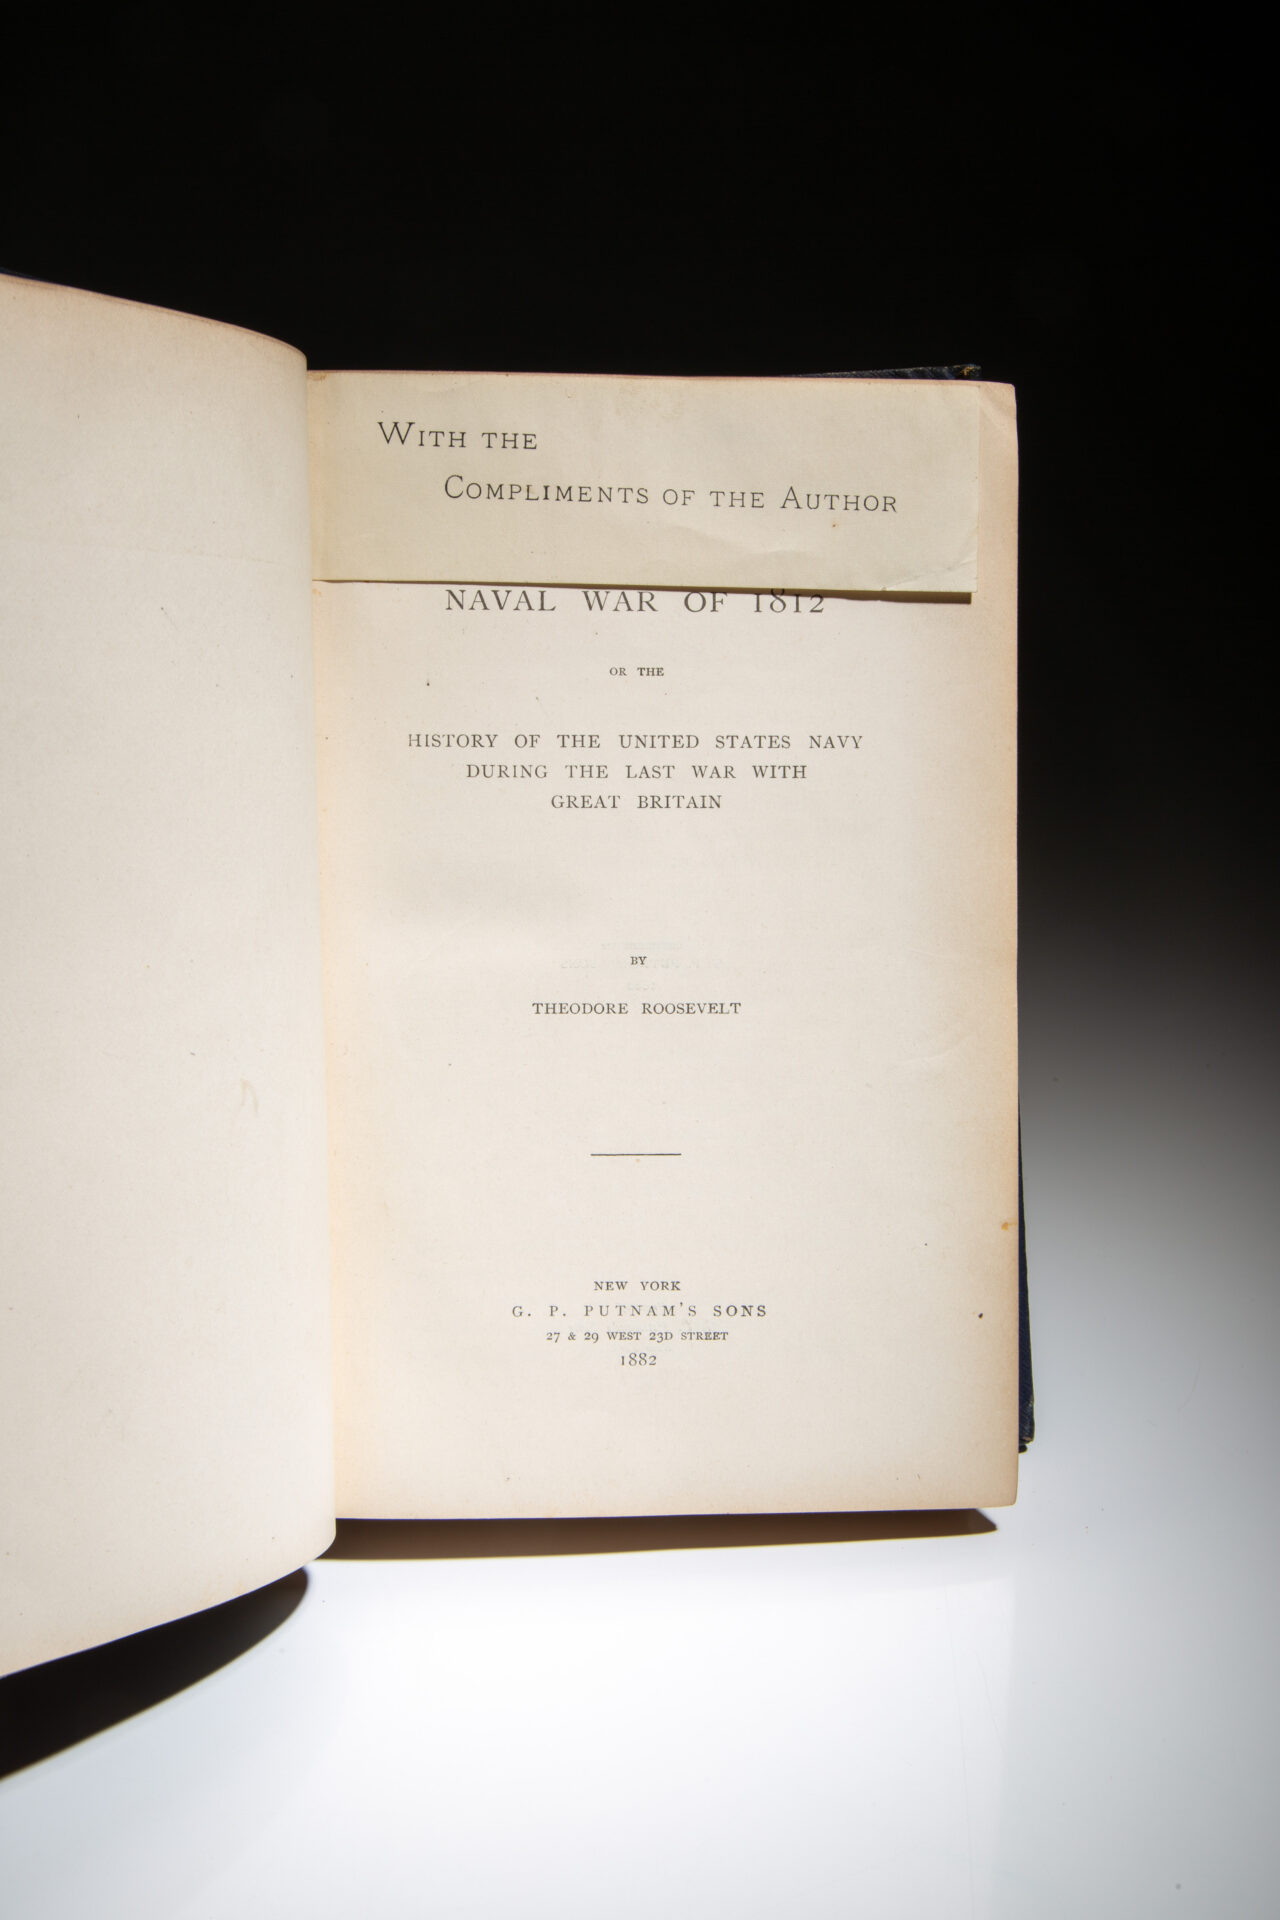 WITH THE
COMPLIMENTS OF THE AUTHOR
NAVAL WAR OF 1812
OR THE
HISTORY OF THE UNITED STATES NAVY
DURING THE LAST WAR WITH
GREAT BRITAIN
BY
THEODORE ROOSEVELT
NEW YORK
G. P. PUTNAM'S SONS
27 & 29 WEST 23D STREET
1882